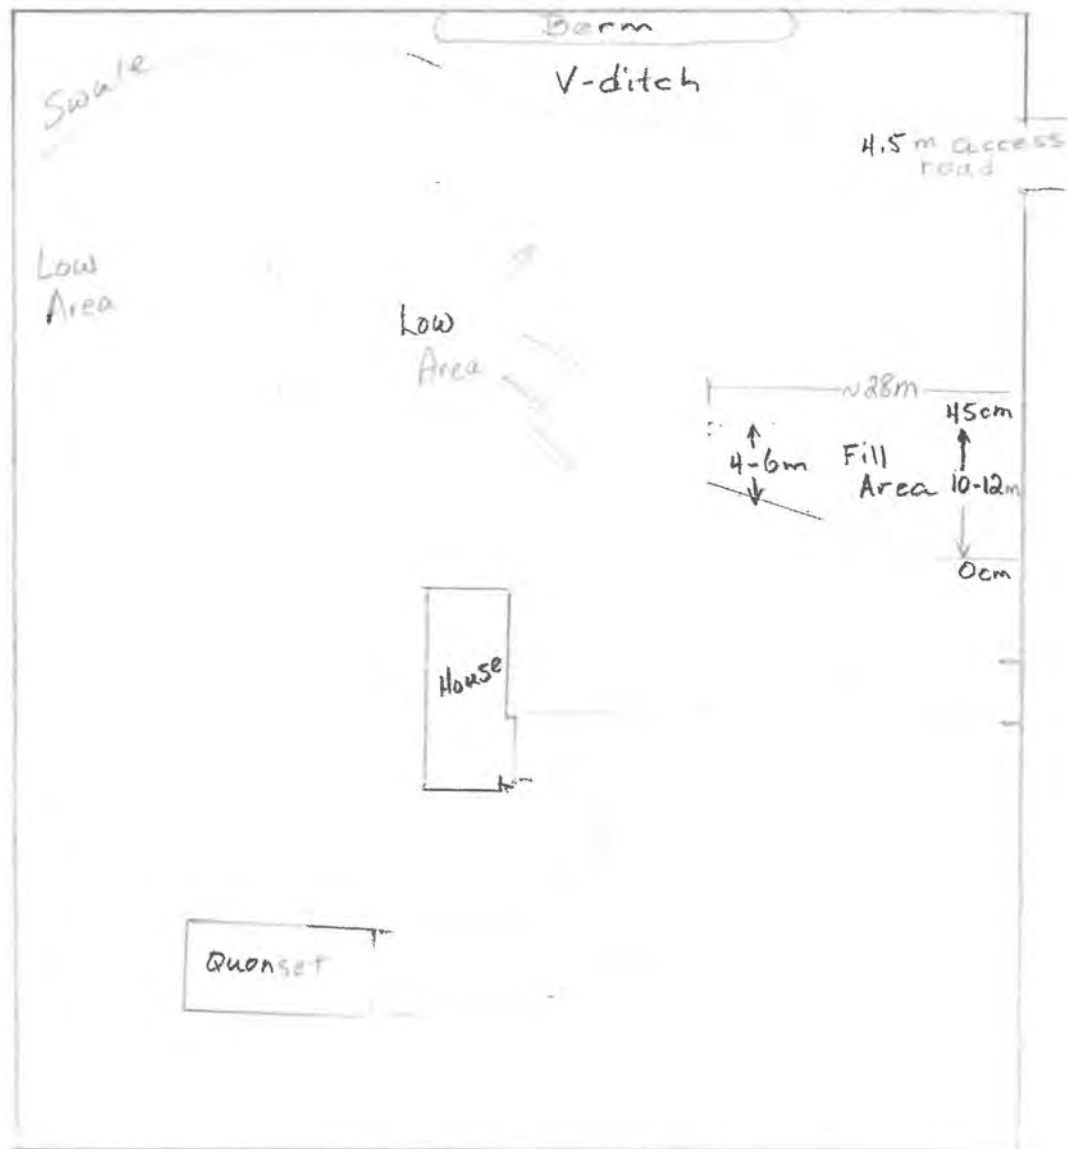 Berm
Swale
V-ditch
4.5 m access
road
Low
Area
Low
Area
~28m
45cm
4-6m
Fill
Area
10-12m
0cm
House
Quonset